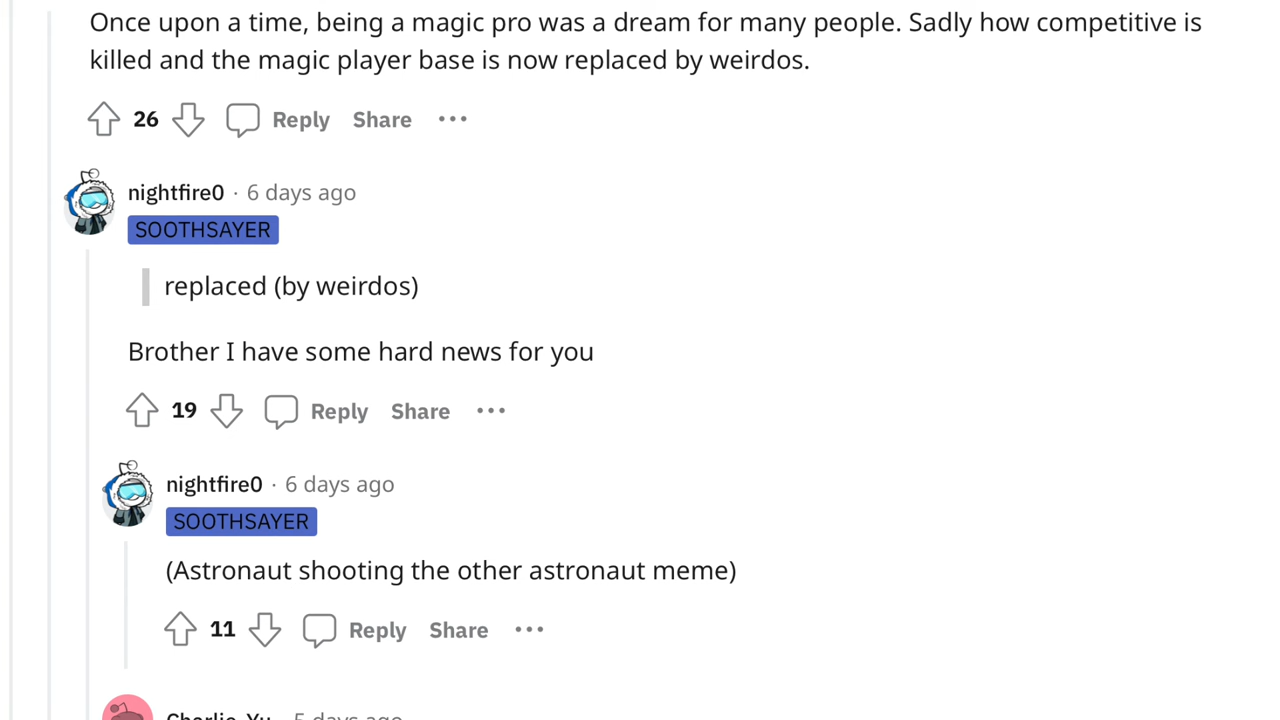 Once upon a time, being a magic pro was a dream for many people. Sadly how competitive is
killed and the magic player base is now replaced by weirdos.
26 Reply Share
nightfire0 · 6 days ago
SOOTHSAYER
replaced (by weirdos)
Brother I have some hard news for you
19 Reply Share
nightfire0 · 6 days ago
SOOTHSAYER
(Astronaut shooting the other astronaut meme)
11 Reply Share
Charlie_Yu · 5 days ago